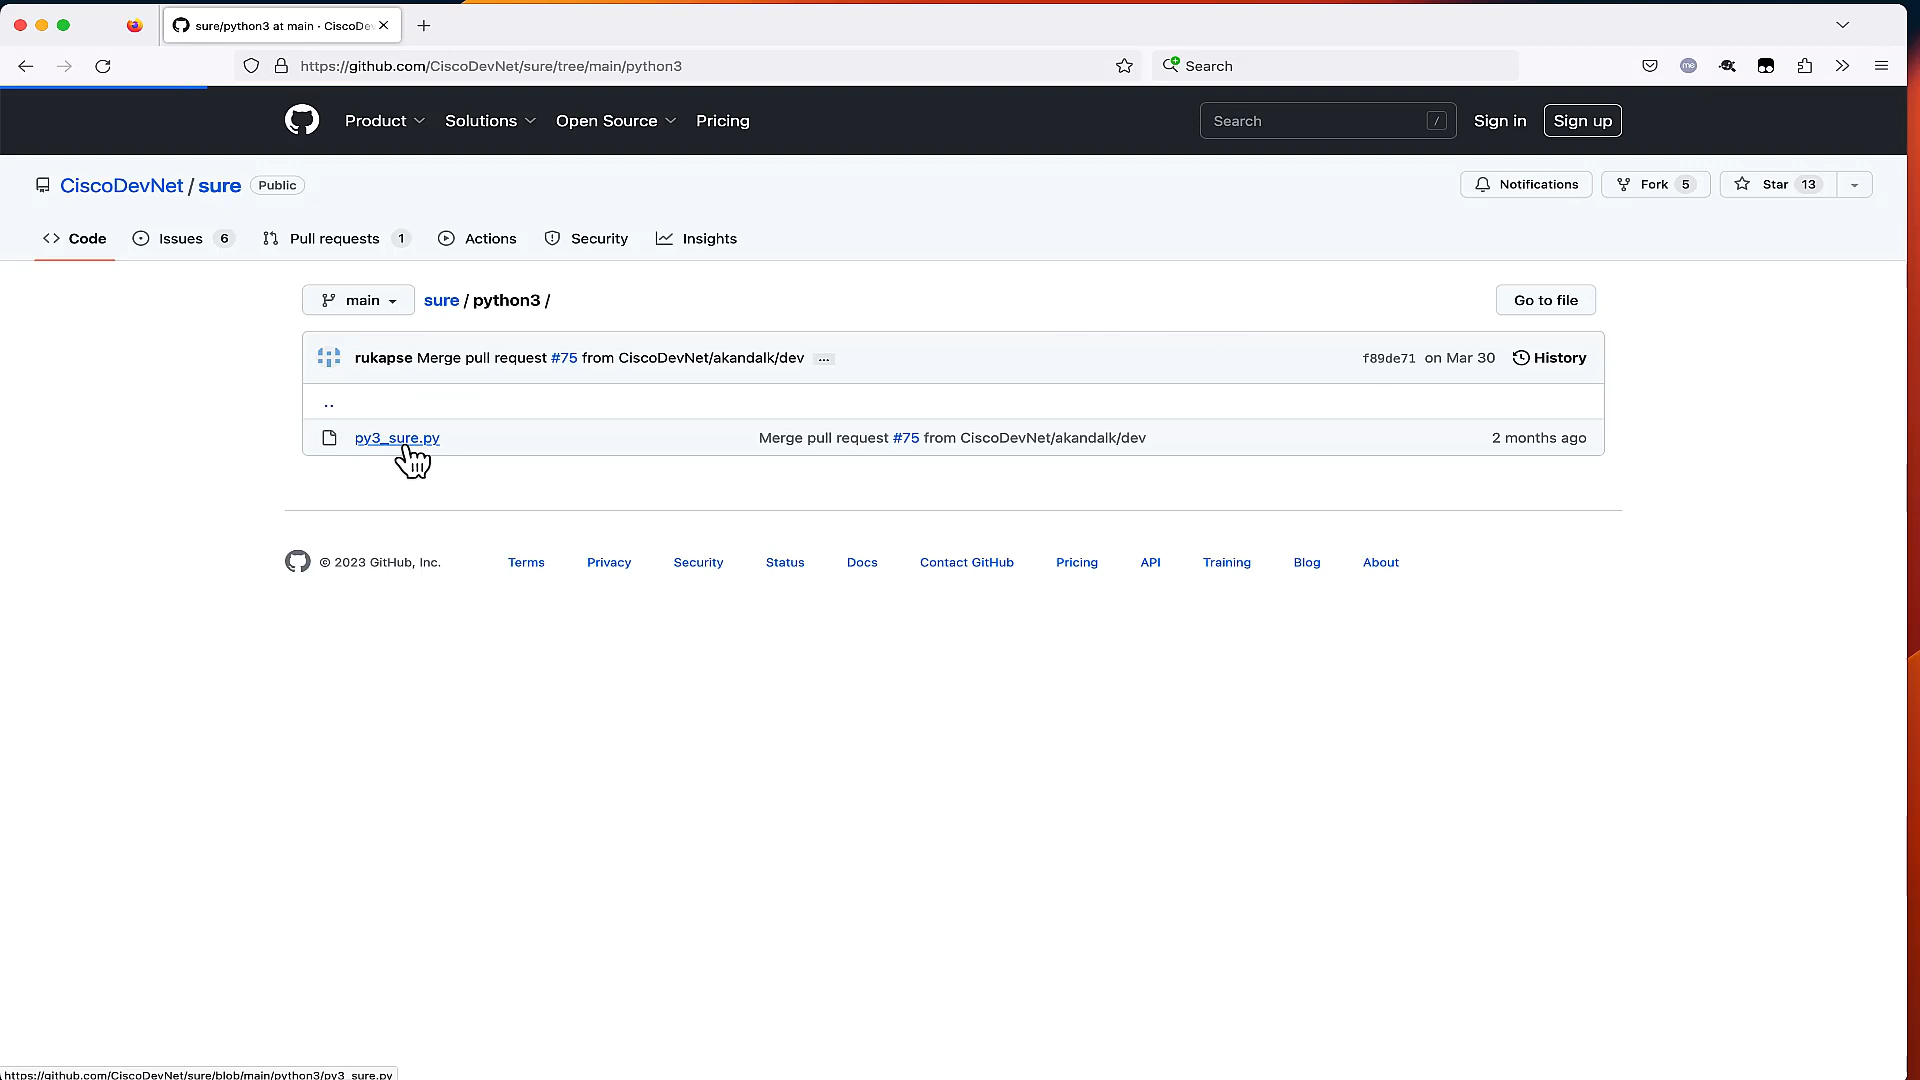 sure/python3 at main · CiscoDe
https://github.com/CiscoDevNet/sure/tree/main/python3
Search
me
Product
Solutions
Open Source
Pricing
Search
/
Sign in
Sign up
CiscoDevNet / sure
Public
Notifications
Fork 5
Star 13
Code
Issues 6
Pull requests 1
Actions
Security
Insights
main
sure / python3 /
Go to file
rukapse Merge pull request #75 from CiscoDevNet/akandalk/dev ...
f89de71 on Mar 30
History
..
py3_sure.py
Merge pull request #75 from CiscoDevNet/akandalk/dev
2 months ago
© 2023 GitHub, Inc.
Terms
Privacy
Security
Status
Docs
Contact GitHub
Pricing
API
Training
Blog
About
https://github.com/CiscoDevNet/sure/blob/main/python3/py3_sure.py